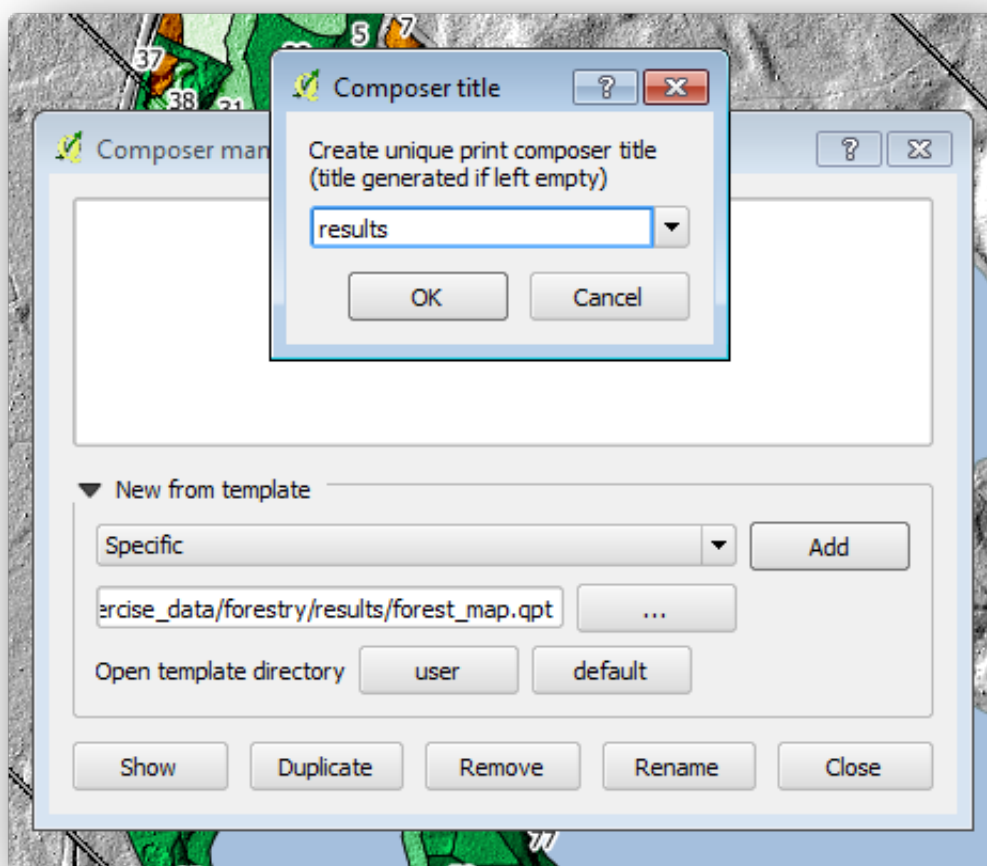 5
7
37
38
31
Composer title
Composer man
Create unique print composer title
(title generated if left empty)
results
OK
Cancel
New from template
Specific
Add
ercise_data/forestry/results/forest_map.qpt
...
Open template directory
user
default
Show
Duplicate
Remove
Rename
Close